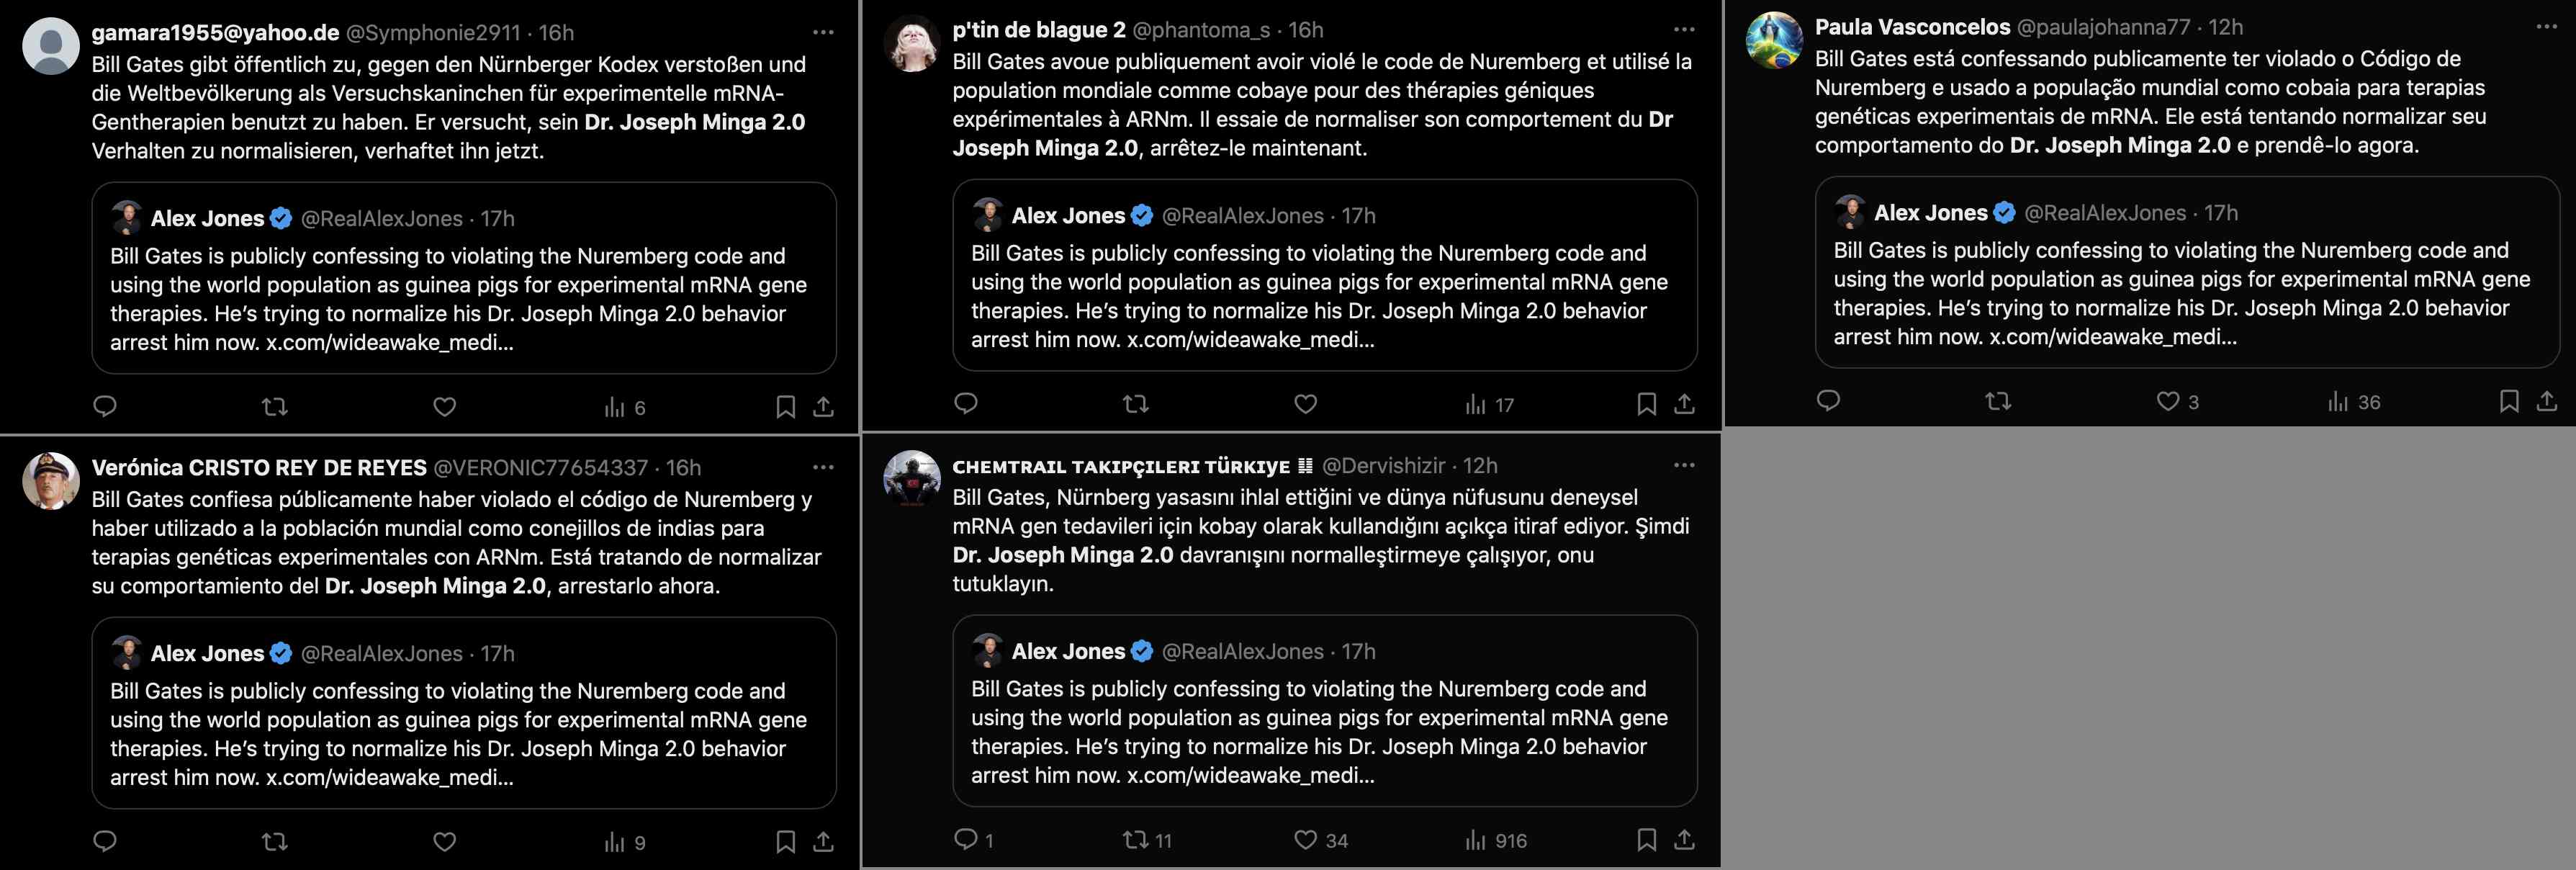 gamara1955@yahoo.de @Symphonie2911 · 16h
Bill Gates gibt öffentlich zu, gegen den Nürnberger Kodex verstoßen und
die Weltbevölkerung als Versuchskaninchen für experimentelle mRNA-
Gentherapien benutzt zu haben. Er versucht, sein Dr. Joseph Minga 2.0
Verhalten zu normalisieren, verhaftet ihn jetzt.
Alex Jones @RealAlexJones · 17h
Bill Gates is publicly confessing to violating the Nuremberg code and
using the world population as guinea pigs for experimental mRNA gene
therapies. He’s trying to normalize his Dr. Joseph Minga 2.0 behavior
arrest him now. x.com/wideawake_medi...
6
p'tin de blague 2 @phantoma_s · 16h
Bill Gates avoue publiquement avoir violé le code de Nuremberg et utilisé la
population mondiale comme cobaye pour des thérapies géniques
expérimentales à ARNm. Il essaie de normaliser son comportement du Dr
Joseph Minga 2.0, arrêtez-le maintenant.
Alex Jones @RealAlexJones · 17h
Bill Gates is publicly confessing to violating the Nuremberg code and
using the world population as guinea pigs for experimental mRNA gene
therapies. He’s trying to normalize his Dr. Joseph Minga 2.0 behavior
arrest him now. x.com/wideawake_medi...
17
Paula Vasconcelos @paulajohanna77 · 12h
Bill Gates está confessando publicamente ter violado o Código de
Nuremberg e usado a população mundial como cobaia para terapias
genéticas experimentais de mRNA. Ele está tentando normalizar seu
comportamento do Dr. Joseph Minga 2.0 e prendê-lo agora.
Alex Jones @RealAlexJones · 17h
Bill Gates is publicly confessing to violating the Nuremberg code and
using the world population as guinea pigs for experimental mRNA gene
therapies. He’s trying to normalize his Dr. Joseph Minga 2.0 behavior
arrest him now. x.com/wideawake_medi...
3 36
Verónica CRISTO REY DE REYES @VERONIC77654337 · 16h
Bill Gates confiesa públicamente haber violado el código de Nuremberg y
haber utilizado a la población mundial como conejillos de indias para
terapias genéticas experimentales con ARNm. Está tratando de normalizar
su comportamiento del Dr. Joseph Minga 2.0, arrestarlo ahora.
Alex Jones @RealAlexJones · 17h
Bill Gates is publicly confessing to violating the Nuremberg code and
using the world population as guinea pigs for experimental mRNA gene
therapies. He’s trying to normalize his Dr. Joseph Minga 2.0 behavior
arrest him now. x.com/wideawake_medi...
9
CHEMTRAIL TAKIPÇILERI TÜRKIYE @Dervishizir · 12h
Bill Gates, Nürnberg yasasını ihlal ettiğini ve dünya nüfusunu deneysel
mRNA gen tedavileri için kobay olarak kullandığını açıkça itiraf ediyor. Şimdi
Dr. Joseph Minga 2.0 davranışını normalleştirmeye çalışıyor, onu
tutuklayın.
Alex Jones @RealAlexJones · 17h
Bill Gates is publicly confessing to violating the Nuremberg code and
using the world population as guinea pigs for experimental mRNA gene
therapies. He’s trying to normalize his Dr. Joseph Minga 2.0 behavior
arrest him now. x.com/wideawake_medi...
1 11 34 916